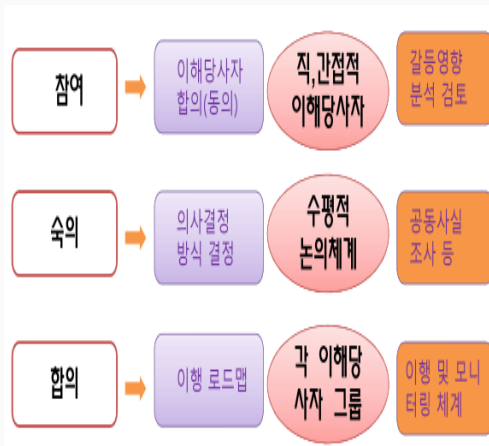 참여
이해당사자
합의(동의)
직,간접적
이해당사자
갈등영향
분석 검토
숙의
의사결정
방식 결정
수평적
논의체계
공동사실
조사 등
합의
이행 로드맵
각 이해당
사자 그룹
이행 및 모니
터링 체계